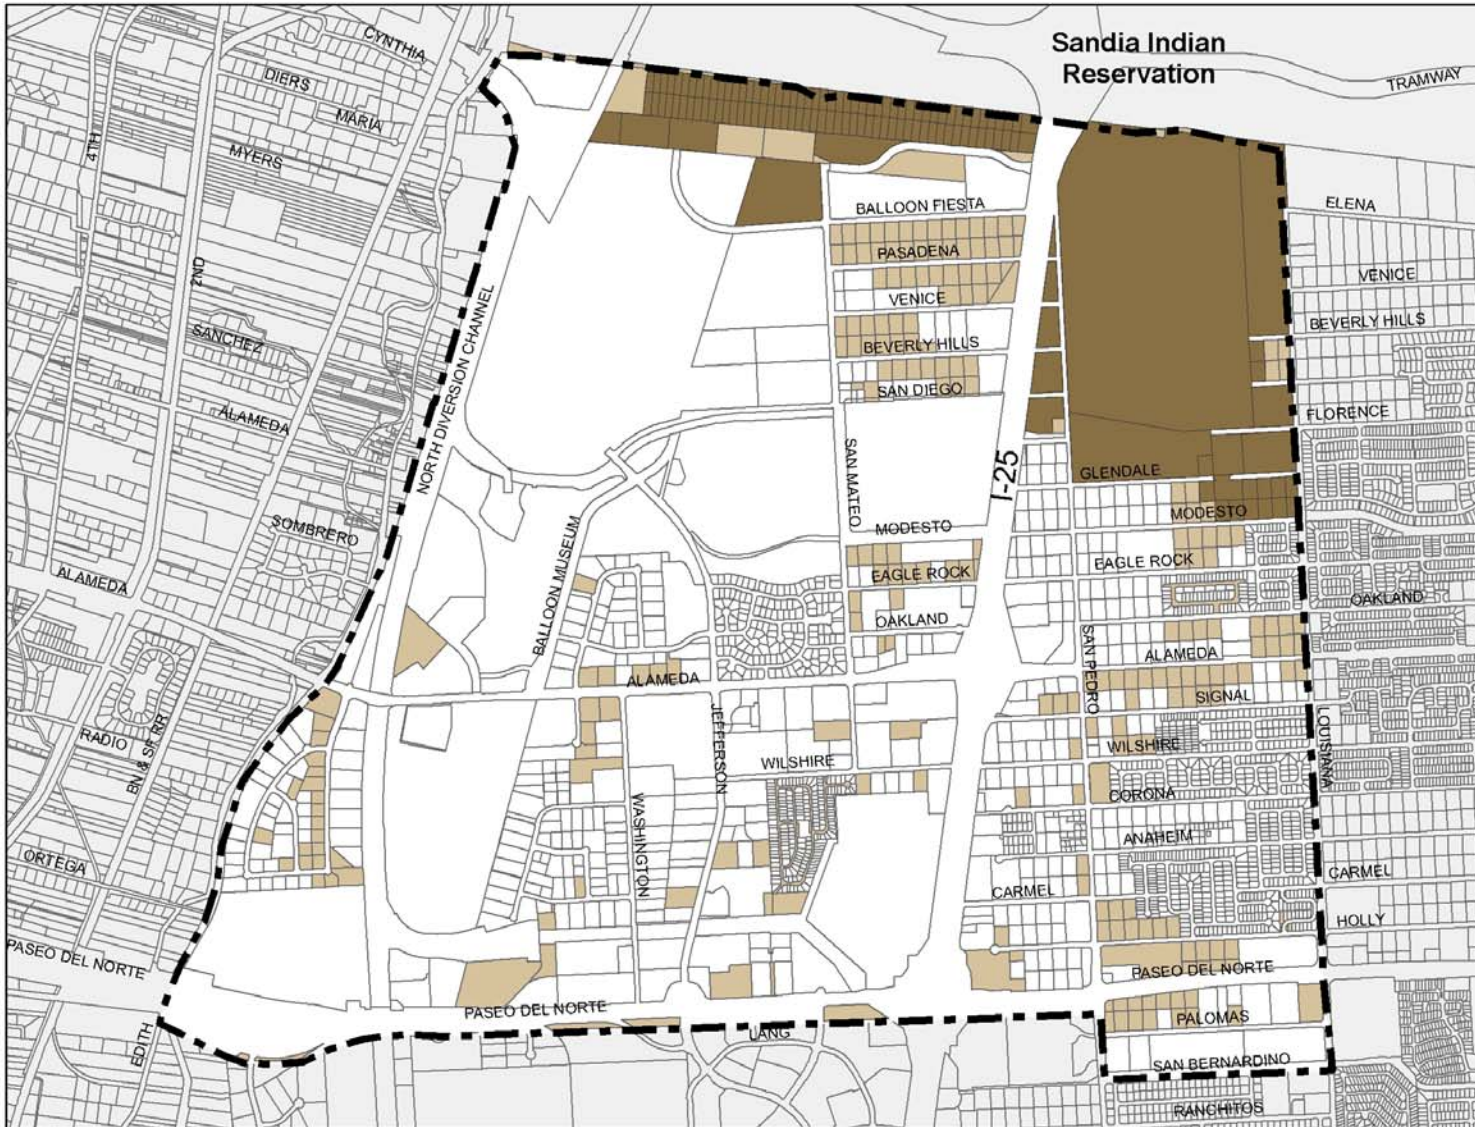 CYNTHIA
Sandia Indian
Reservation
DIERS
TRAMWAY
MARIA
4TH
MYERS
BALLOON FIESTA
ELENA
PASADENA
2ND
VENICE
VENICE
NORTH DIVERSION CHANNEL
SANCHEZ
BEVERLY HILLS
BEVERLY HILLS
SAN DIEGO
ALAMEDA
FLORENCE
SAN MATEO
I-25
GLENDALE
SOMBRERO
MODESTO
MODESTO
BALLOON MUSEUM
EAGLE ROCK
EAGLE ROCK
ALAMEDA
OAKLAND
OAKLAND
SAN PEDRO
ALAMEDA
ALAMEDA
SIGNAL
JEFFERSON
LOUISIANA
RADIO
BN & SF RR
WILSHIRE
WILSHIRE
WASHINGTON
CORONA
ANAHEIM
ORTEGA
CARMEL
CARMEL
HOLLY
PASEO DEL NORTE
PASEO DEL NORTE
PASEO DEL NORTE
EDITH
LANG
PALOMAS
SAN BERNARDINO
RANCHITOS